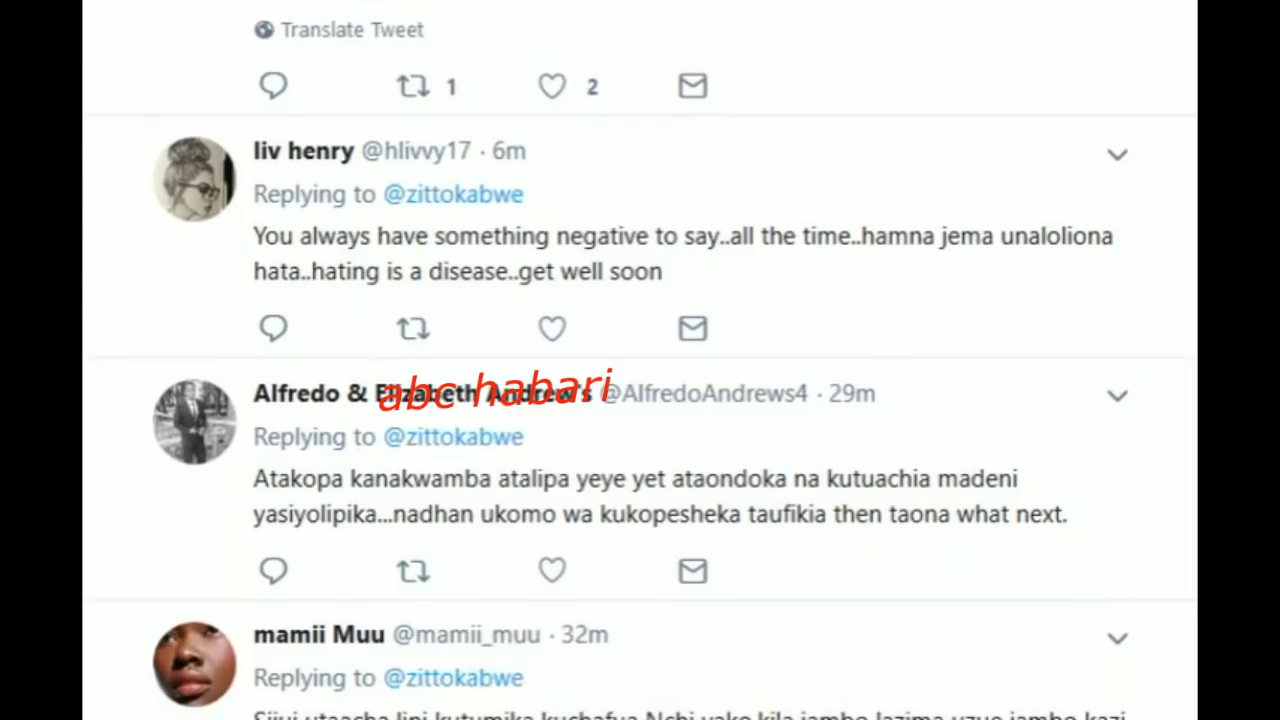 Translate Tweet
1 2
liv henry @hlivvy17 · 6m
Replying to @zittokabwe
You always have something negative to say..all the time..hamna jema unaloliona
hata..hating is a disease..get well soon
Alfredo & Elizabeth Andrew's @AlfredoAndrews4 · 29m
abc habari
Replying to @zittokabwe
Atakopa kanakwamba atalipa yeye yet ataondoka na kutuachia madeni
yasiyolipika...nadhan ukomo wa kukopesheka taufikia then taona what next.
mamii Muu @mamii_muu · 32m
Replying to @zittokabwe
Sijui utaacha lini kutumika kuchafua Nchi yako kila jambo lazima uzue jambo kazi